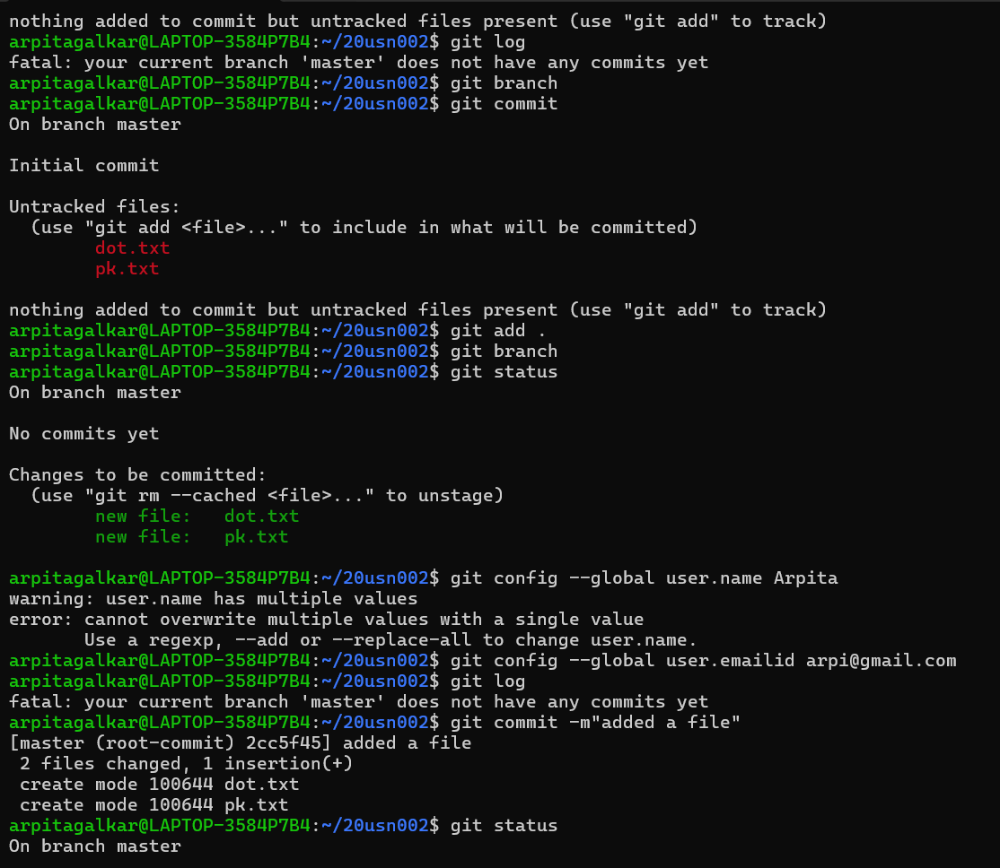 nothing added to commit but untracked files present (use "git add" to track)
arpitagalkar@LAPTOP-3584P7B4:~/20usn002$ git log
fatal: your current branch 'master' does not have any commits yet
arpitagalkar@LAPTOP-3584P7B4:~/20usn002$ git branch
arpitagalkar@LAPTOP-3584P7B4:~/20usn002$ git commit
On branch master

Initial commit

Untracked files:
  (use "git add <file>..." to include in what will be committed)
        dot.txt
        pk.txt

nothing added to commit but untracked files present (use "git add" to track)
arpitagalkar@LAPTOP-3584P7B4:~/20usn002$ git add .
arpitagalkar@LAPTOP-3584P7B4:~/20usn002$ git branch
arpitagalkar@LAPTOP-3584P7B4:~/20usn002$ git status
On branch master

No commits yet

Changes to be committed:
  (use "git rm --cached <file>..." to unstage)
        new file:   dot.txt
        new file:   pk.txt

arpitagalkar@LAPTOP-3584P7B4:~/20usn002$ git config --global user.name Arpita
warning: user.name has multiple values
error: cannot overwrite multiple values with a single value
       Use a regexp, --add or --replace-all to change user.name.
arpitagalkar@LAPTOP-3584P7B4:~/20usn002$ git config --global user.emailid arpi@gmail.com
arpitagalkar@LAPTOP-3584P7B4:~/20usn002$ git log
fatal: your current branch 'master' does not have any commits yet
arpitagalkar@LAPTOP-3584P7B4:~/20usn002$ git commit -m"added a file"
[master (root-commit) 2cc5f45] added a file
 2 files changed, 1 insertion(+)
 create mode 100644 dot.txt
 create mode 100644 pk.txt
arpitagalkar@LAPTOP-3584P7B4:~/20usn002$ git status
On branch master